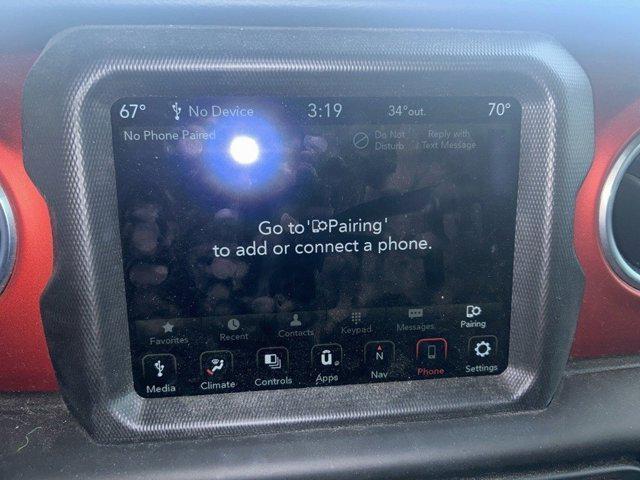 67° No Device 3:19 34°out. 70°
No Phone Paired
Do Not Disturb
Reply with Text Message
Go to 'Pairing'
to add or connect a phone.
Favorites Recent Contacts Keypad Messages Pairing
Media Climate Controls Apps Nav Phone Settings
N